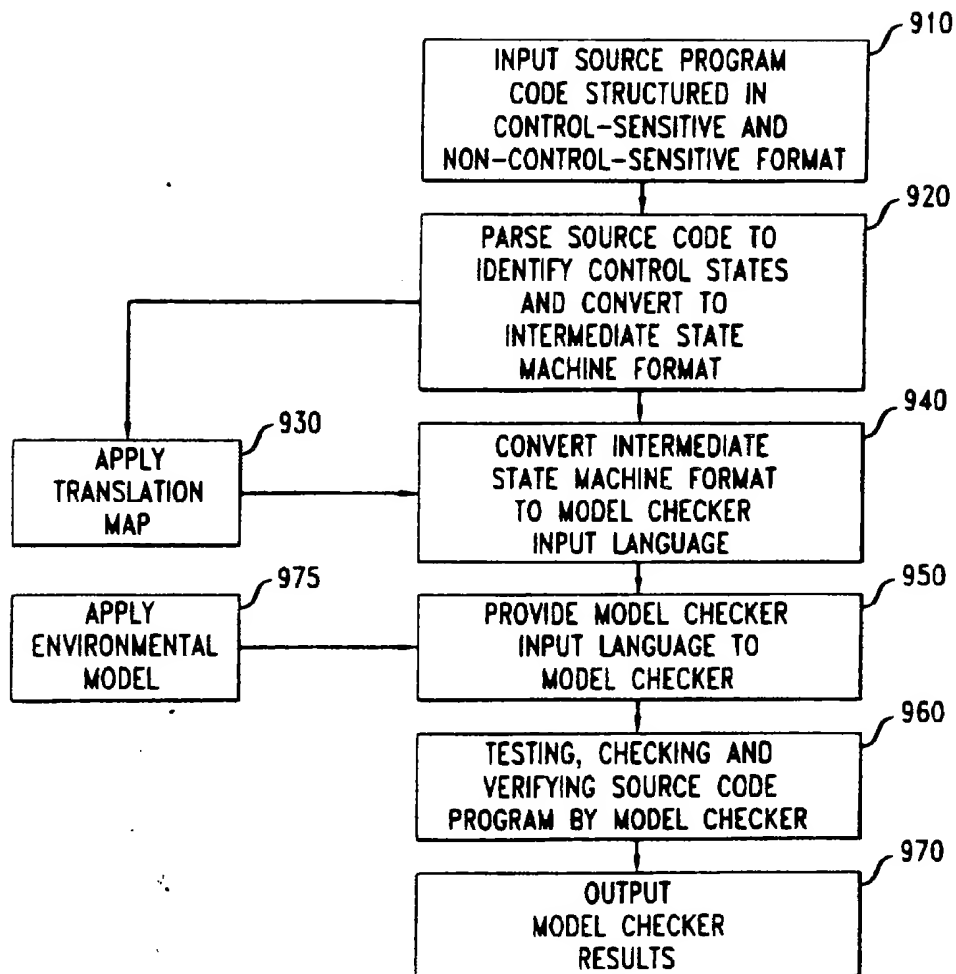 910
INPUT SOURCE PROGRAM
CODE STRUCTURED IN
CONTROL-SENSITIVE AND
NON-CONTROL-SENSITIVE FORMAT
920
PARSE SOURCE CODE TO
IDENTIFY CONTROL STATES
AND CONVERT TO
INTERMEDIATE STATE
MACHINE FORMAT
930
APPLY
TRANSLATION
MAP
940
CONVERT INTERMEDIATE
STATE MACHINE FORMAT
TO MODEL CHECKER
INPUT LANGUAGE
975
APPLY
ENVIRONMENTAL
MODEL
950
PROVIDE MODEL CHECKER
INPUT LANGUAGE TO
MODEL CHECKER
960
TESTING, CHECKING AND
VERIFYING SOURCE CODE
PROGRAM BY MODEL CHECKER
970
OUTPUT
MODEL CHECKER
RESULTS